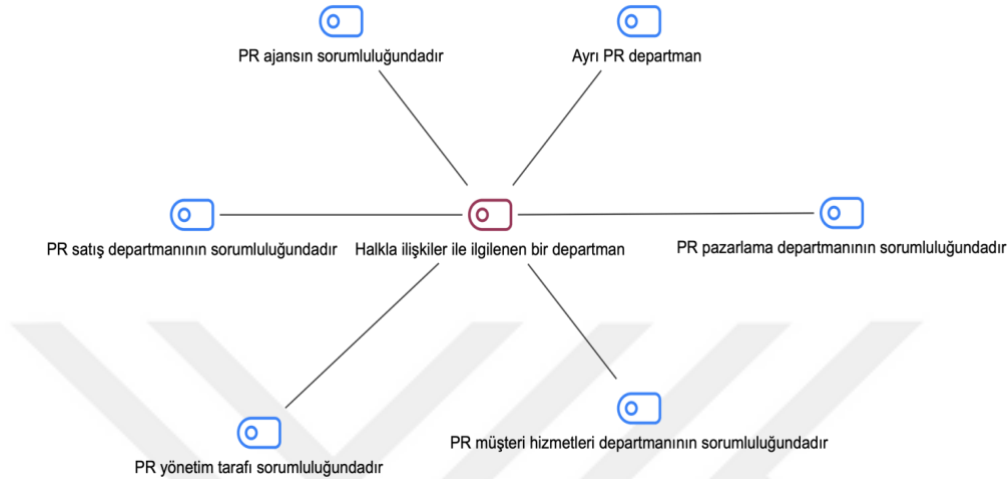 PR ajansın sorumluluğundadır
Ayrı PR departman
PR satış departmanının sorumluluğundadır
Halkla ilişkiler ile ilgilenen bir departman
PR pazarlama departmanının sorumluluğundadır
PR müşteri hizmetleri departmanının sorumluluğundadır
PR yönetim tarafı sorumluluğundadır